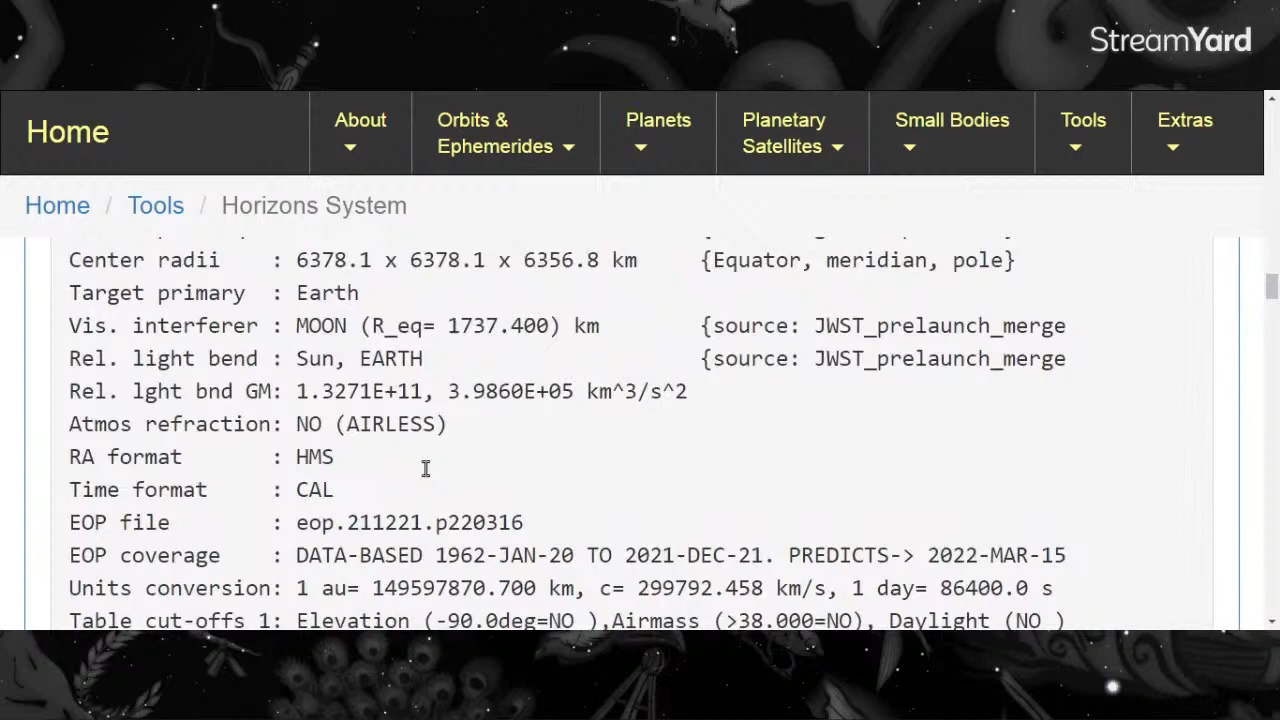 StreamYard
Home
About
Orbits &
Ephemerides
Planets
Planetary
Satellites
Small Bodies
Tools
Extras
Home / Tools / Horizons System
Center radii    : 6378.1 x 6378.1 x 6356.8 km     {Equator, meridian, pole}
Target primary  : Earth
Vis. interferer : MOON (R_eq= 1737.400) km        {source: JWST_prelaunch_merge
Rel. light bend : Sun, EARTH                      {source: JWST_prelaunch_merge
Rel. lght bnd GM: 1.3271E+11, 3.9860E+05 km^3/s^2
Atmos refraction: NO (AIRLESS)
RA format       : HMS
Time format     : CAL
EOP file        : eop.211221.p220316
EOP coverage    : DATA-BASED 1962-JAN-20 TO 2021-DEC-21. PREDICTS-> 2022-MAR-15
Units conversion: 1 au= 149597870.700 km, c= 299792.458 km/s, 1 day= 86400.0 s
Table cut-offs 1: Elevation (-90.0deg=NO ),Airmass (>38.000=NO), Daylight (NO )